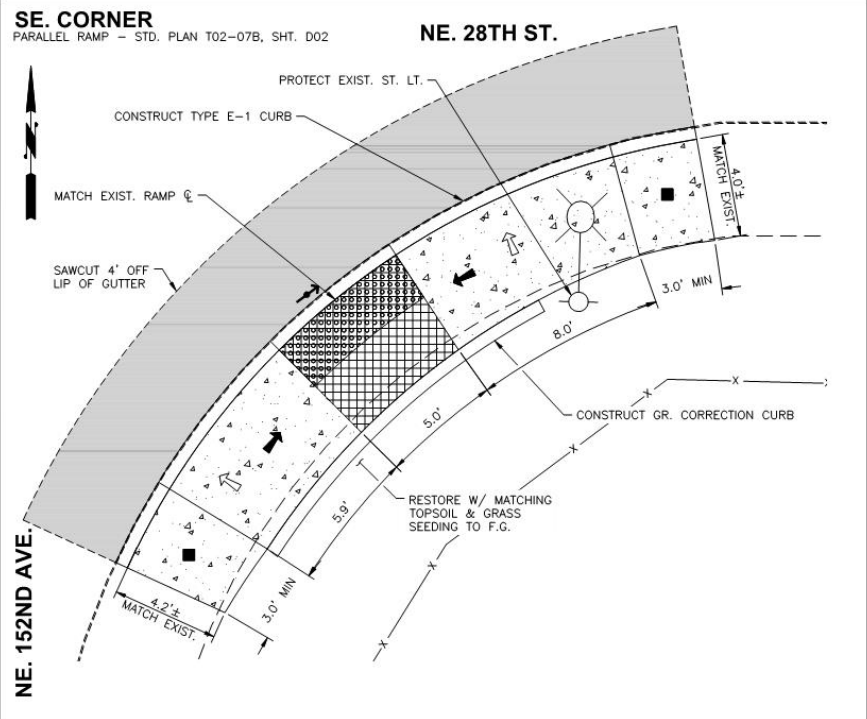 SE. CORNER
PARALLEL RAMP - STD. PLAN T02-07B, SHT. D02
NE. 28TH ST.
PROTECT EXIST. ST. LT.
CONSTRUCT TYPE E-1 CURB
N
MATCH EXIST. RAMP ℄
SAWCUT 4' OFF
LIP OF GUTTER
4.0'±
MATCH EXIST.
3.0' MIN
8.0'
X
X
CONSTRUCT GR. CORRECTION CURB
5.0'
X
X
RESTORE W/ MATCHING
TOPSOIL & GRASS
SEEDING TO F.G.
5.9'
X
3.0' MIN
4.2'±
MATCH EXIST.
X
NE. 152ND AVE.